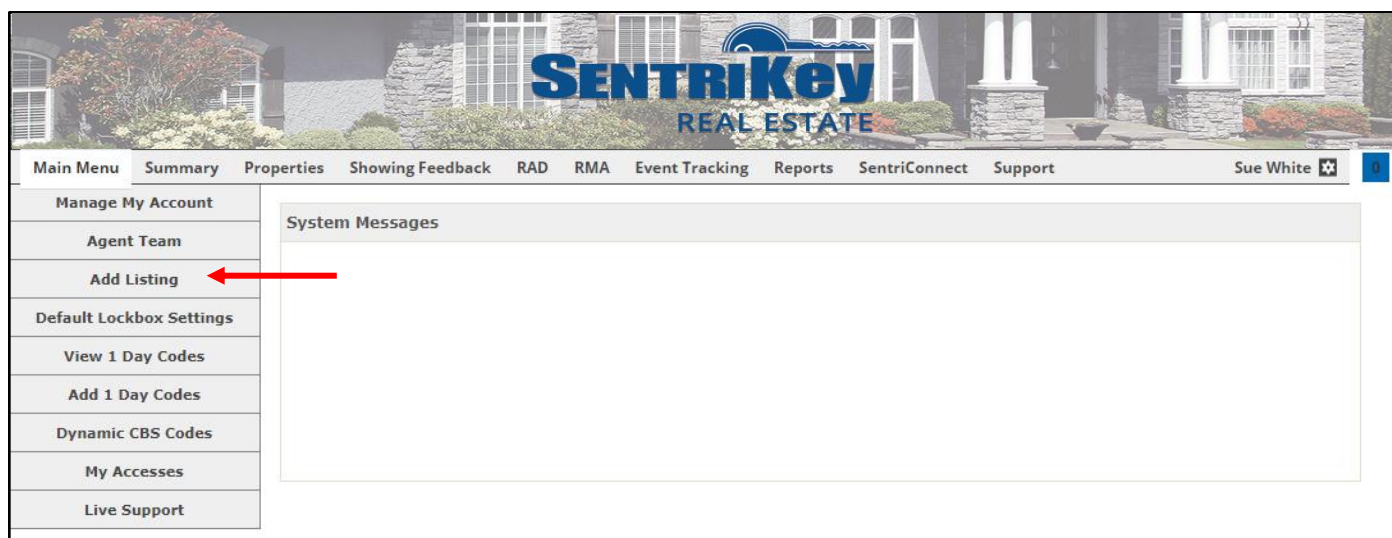 SENTRIKEY
REAL ESTATE
Main Menu Summary Properties Showing Feedback RAD RMA Event Tracking Reports SentriConnect Support Sue White 0
Manage My Account
System Messages
Agent Team
Add Listing
Default Lockbox Settings
View 1 Day Codes
Add 1 Day Codes
Dynamic CBS Codes
My Accesses
Live Support